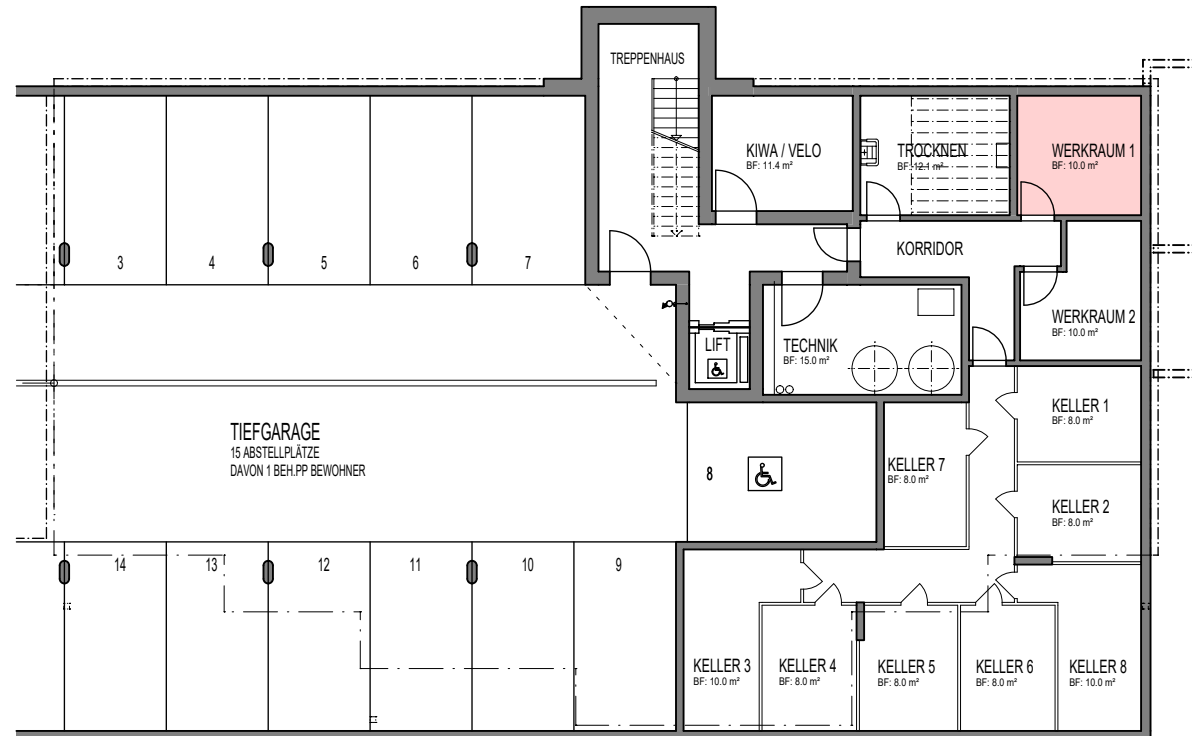 TREPPENHAUS
KIWA / VELO
BF: 11.4 m²
TROCKNEN
BF: 12.1 m²
WERKRAUM 1
BF: 10.0 m²
3
4
5
6
7
KORRIDOR
WERKRAUM 2
BF: 10.0 m²
LIFT
TECHNIK
BF: 15.0 m²
TIEFGARAGE
15 ABSTELLPLÄTZE
DAVON 1 BEH.PP BEWOHNER
8
KELLER 1
BF: 8.0 m²
KELLER 7
BF: 8.0 m²
KELLER 2
BF: 8.0 m²
14
13
12
11
10
9
KELLER 3
BF: 10.0 m²
KELLER 4
BF: 8.0 m²
KELLER 5
BF: 8.0 m²
KELLER 6
BF: 8.0 m²
KELLER 8
BF: 10.0 m²